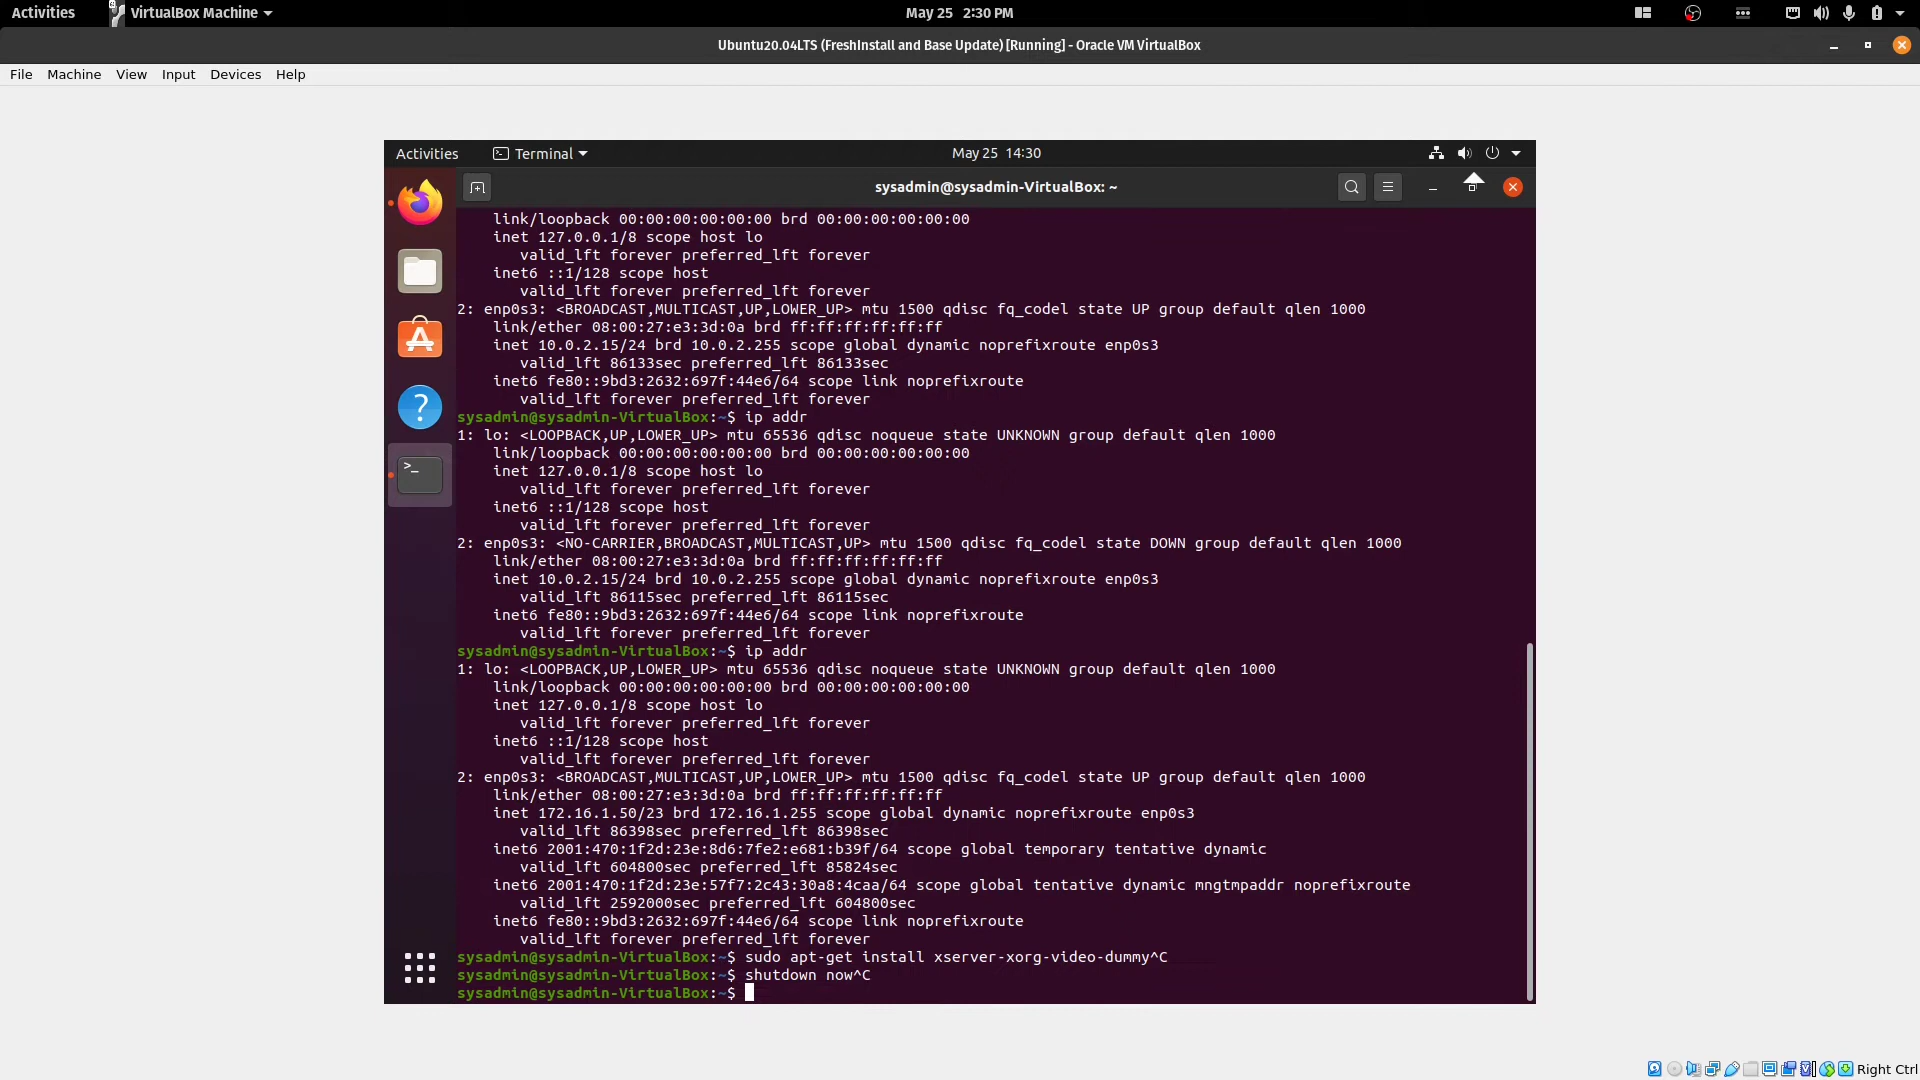 Activities VirtualBox Machine May 25 2:30 PM
Ubuntu20.04LTS (FreshInstall and Base Update) [Running] - Oracle VM VirtualBox
File Machine View Input Devices Help
Activities Terminal May 25 14:30
sysadmin@sysadmin-VirtualBox: ~
link/loopback 00:00:00:00:00:00 brd 00:00:00:00:00:00
inet 127.0.0.1/8 scope host lo
valid_lft forever preferred_lft forever
inet6 ::1/128 scope host
valid_lft forever preferred_lft forever
2: enp0s3: <BROADCAST,MULTICAST,UP,LOWER_UP> mtu 1500 qdisc fq_codel state UP group default qlen 1000
link/ether 08:00:27:e3:3d:0a brd ff:ff:ff:ff:ff:ff
inet 10.0.2.15/24 brd 10.0.2.255 scope global dynamic noprefixroute enp0s3
valid_lft 86133sec preferred_lft 86133sec
inet6 fe80::9bd3:2632:697f:44e6/64 scope link noprefixroute
valid_lft forever preferred_lft forever
sysadmin@sysadmin-VirtualBox:~$ ip addr
1: lo: <LOOPBACK,UP,LOWER_UP> mtu 65536 qdisc noqueue state UNKNOWN group default qlen 1000
link/loopback 00:00:00:00:00:00 brd 00:00:00:00:00:00
inet 127.0.0.1/8 scope host lo
valid_lft forever preferred_lft forever
inet6 ::1/128 scope host
valid_lft forever preferred_lft forever
2: enp0s3: <NO-CARRIER,BROADCAST,MULTICAST,UP> mtu 1500 qdisc fq_codel state DOWN group default qlen 1000
link/ether 08:00:27:e3:3d:0a brd ff:ff:ff:ff:ff:ff
inet 10.0.2.15/24 brd 10.0.2.255 scope global dynamic noprefixroute enp0s3
valid_lft 86115sec preferred_lft 86115sec
inet6 fe80::9bd3:2632:697f:44e6/64 scope link noprefixroute
valid_lft forever preferred_lft forever
sysadmin@sysadmin-VirtualBox:~$ ip addr
1: lo: <LOOPBACK,UP,LOWER_UP> mtu 65536 qdisc noqueue state UNKNOWN group default qlen 1000
link/loopback 00:00:00:00:00:00 brd 00:00:00:00:00:00
inet 127.0.0.1/8 scope host lo
valid_lft forever preferred_lft forever
inet6 ::1/128 scope host
valid_lft forever preferred_lft forever
2: enp0s3: <BROADCAST,MULTICAST,UP,LOWER_UP> mtu 1500 qdisc fq_codel state UP group default qlen 1000
link/ether 08:00:27:e3:3d:0a brd ff:ff:ff:ff:ff:ff
inet 172.16.1.50/23 brd 172.16.1.255 scope global dynamic noprefixroute enp0s3
valid_lft 86398sec preferred_lft 86398sec
inet6 2001:470:1f2d:23e:8d6:7fe2:e681:b39f/64 scope global temporary tentative dynamic
valid_lft 604800sec preferred_lft 85824sec
inet6 2001:470:1f2d:23e:57f7:2c43:30a8:4caa/64 scope global tentative dynamic mngtmpaddr noprefixroute
valid_lft 2592000sec preferred_lft 604800sec
inet6 fe80::9bd3:2632:697f:44e6/64 scope link noprefixroute
valid_lft forever preferred_lft forever
sysadmin@sysadmin-VirtualBox:~$ sudo apt-get install xserver-xorg-video-dummy^C
sysadmin@sysadmin-VirtualBox:~$ shutdown now^C
sysadmin@sysadmin-VirtualBox:~$
Right Ctrl